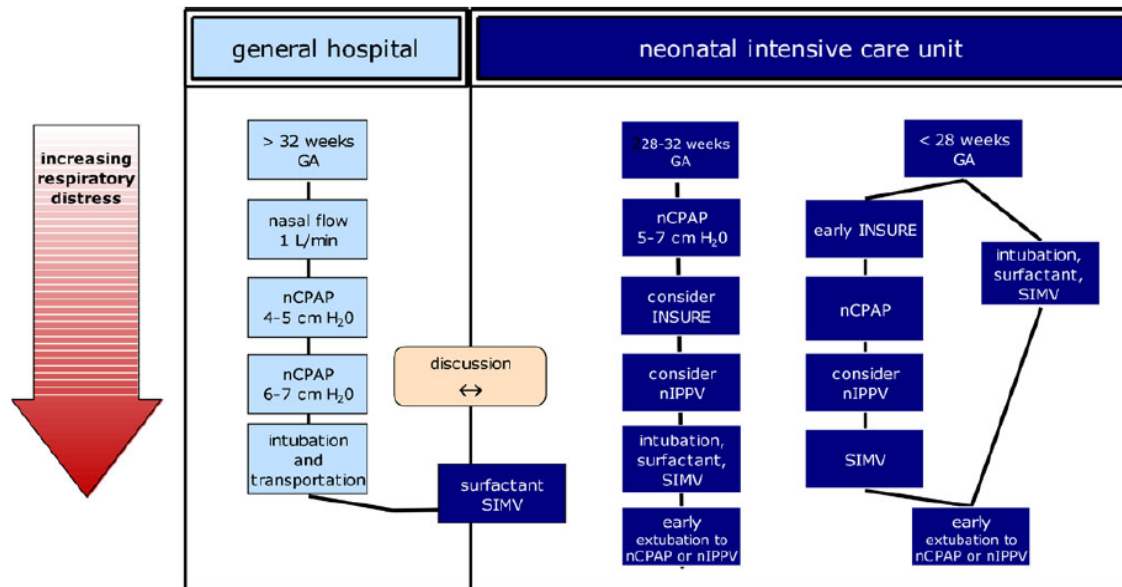 general hospital
neonatal intensive care unit
increasing
respiratory
distress
> 32 weeks
GA
nasal flow
1 L/min
nCPAP
4-5 cm H₂0
nCPAP
6-7 cm H₂0
intubation
and
transportation
discussion
↔
surfactant
SIMV
228-32 weeks
GA
nCPAP
5-7 cm H₂0
consider
INSURE
consider
nIPPV
intubation,
surfactant,
SIMV
early
extubation to
nCPAP or nIPPV
< 28 weeks
GA
early INSURE
nCPAP
consider
nIPPV
SIMV
intubation,
surfactant,
SIMV
early
extubation to
nCPAP or nIPPV